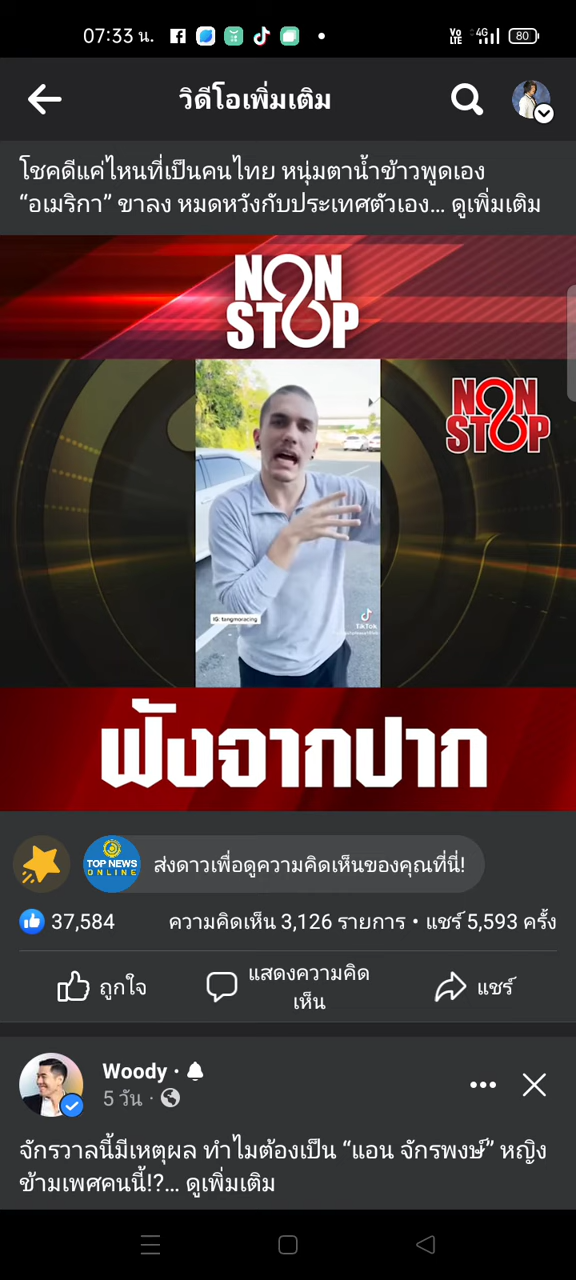 07:33 น.
Vo LTE 4G 80
วิดีโอเพิ่มเติม
โชคดีแค่ไหนที่เป็นคนไทย หนุ่มตาน้ำข้าวพูดเอง
“อเมริกา” ขาลง หมดหวังกับประเทศตัวเอง... ดูเพิ่มเติม
NON
STOP
NON
STOP
IG: tangmoracing
TikTok
ฟังจากปาก
TOP NEWS
ONLINE
ส่งดาวเพื่อดูความคิดเห็นของคุณที่นี่!
37,584 ความคิดเห็น 3,126 รายการ • แชร์ 5,593 ครั้ง
ถูกใจ
แสดงความคิด
เห็น
แชร์
Woody
5 วัน
จักรวาลนี้มีเหตุผล ทำไมต้องเป็น “แอน จักรพงษ์” หญิง
ข้ามเพศคนนี้!?... ดูเพิ่มเติม